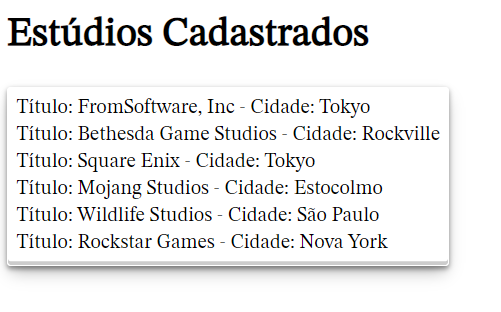 Estúdios Cadastrados
Título: FromSoftware, Inc - Cidade: Tokyo
Título: Bethesda Game Studios - Cidade: Rockville
Título: Square Enix - Cidade: Tokyo
Título: Mojang Studios - Cidade: Estocolmo
Título: Wildlife Studios - Cidade: São Paulo
Título: Rockstar Games - Cidade: Nova York